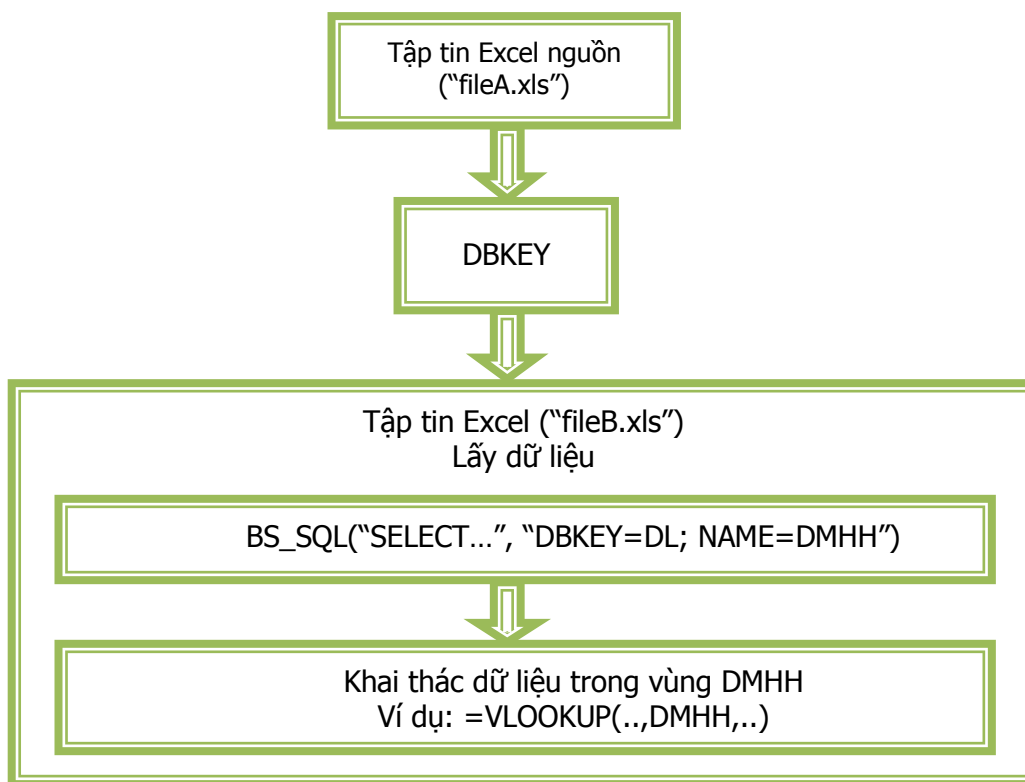 Tập tin Excel nguồn
(“fileA.xls”)
DBKEY
Tập tin Excel (“fileB.xls”)
Lấy dữ liệu
BS_SQL(“SELECT…”, “DBKEY=DL; NAME=DMHH”)
Khai thác dữ liệu trong vùng DMHH
Ví dụ: =VLOOKUP(..,DMHH,..)